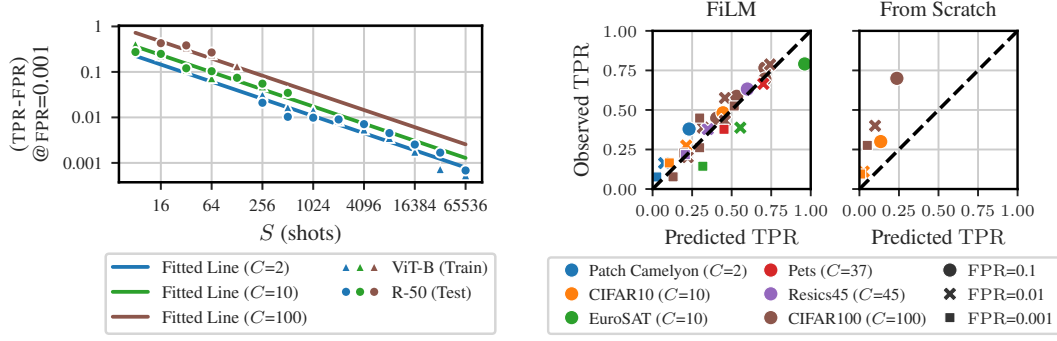 FiLM
From Scratch
(TPR-FPR)
@FPR=0.001
1
0.1
0.01
0.001
16 64 256 1024 4096 16384 65536
S (shots)
Observed TPR
1.00
0.75
0.50
0.25
0.00
0.00 0.25 0.50 0.75 1.00
Predicted TPR
0.00 0.25 0.50 0.75 1.00
Predicted TPR
Fitted Line (C=2)
Fitted Line (C=10)
Fitted Line (C=100)
ViT-B (Train)
R-50 (Test)
Patch Camelyon (C=2)
CIFAR10 (C=10)
EuroSAT (C=10)
Pets (C=37)
Resics45 (C=45)
CIFAR100 (C=100)
FPR=0.1
FPR=0.01
FPR=0.001